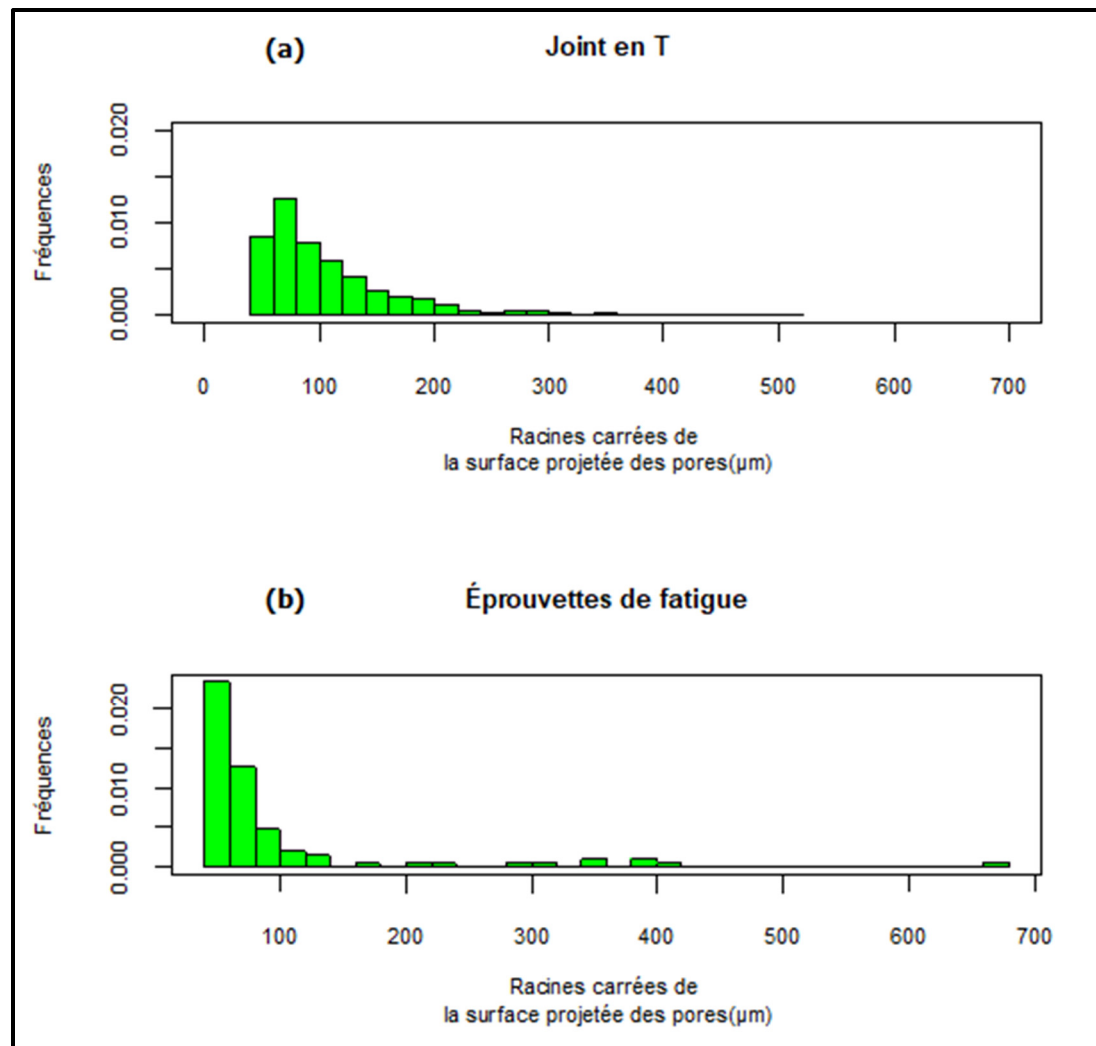 (a) Joint en T
Fréquences
0.020
0.010
0.000
0 100 200 300 400 500 600 700
Racines carrées de
la surface projetée des pores(µm)
(b) Éprouvettes de fatigue
Fréquences
0.020
0.010
0.000
100 200 300 400 500 600 700
Racines carrées de
la surface projetée des pores(µm)